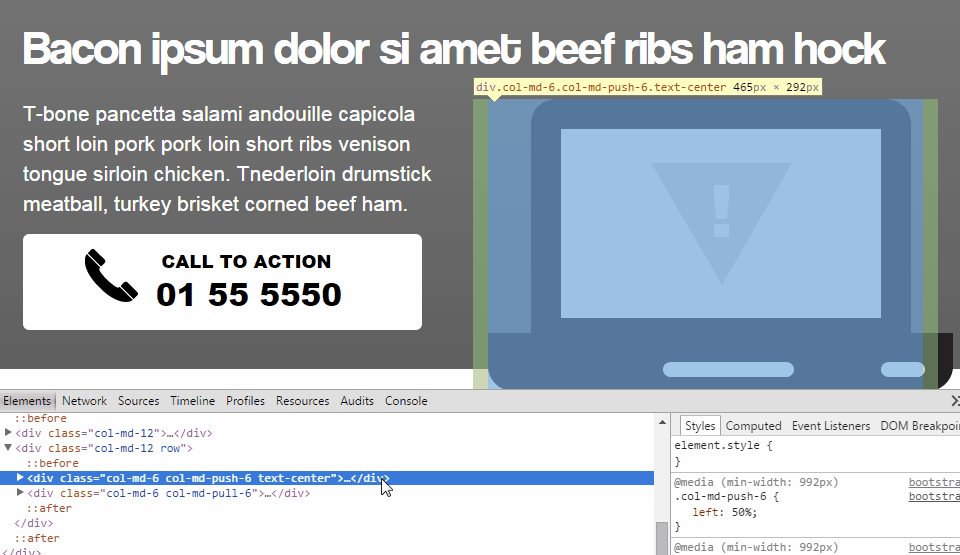 Bacon ipsum dolor si amet beef ribs ham hock
div.col-md-6.col-md-push-6.text-center 465px × 292px
T-bone pancetta salami andouille capicola
short loin pork pork loin short ribs venison
tongue sirloin chicken. Tnederloin drumstick
meatball, turkey brisket corned beef ham.
!
CALL TO ACTION
01 55 5550
Elements Network Sources Timeline Profiles Resources Audits Console
::before
<div class="col-md-12">…</div>
<div class="col-md-12 row">
::before
<div class="col-md-6 col-md-push-6 text-center">…</div>
<div class="col-md-6 col-md-pull-6">…</div>
::after
</div>
::after
</div>
Styles Computed Event Listeners DOM Breakpoi
element.style {
}
@media (min-width: 992px) bootstra
.col-md-push-6 { bootstra
left: 50%;
}
@media (min-width: 992px) bootstra